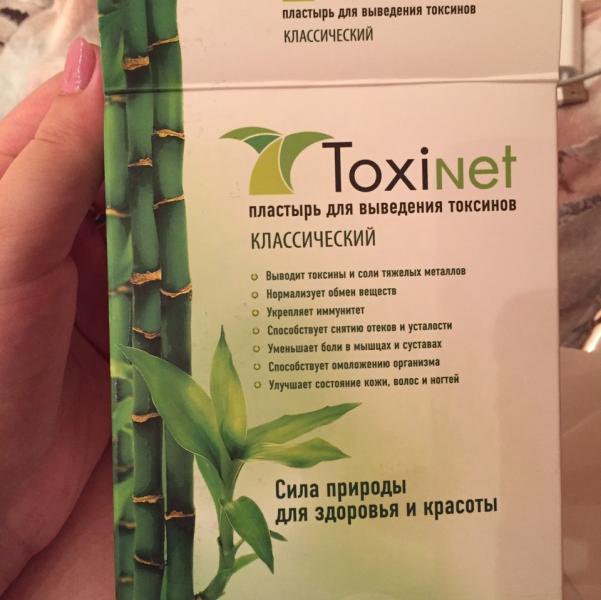 пластырь для выведения токсинов
КЛАССИЧЕСКИЙ
ToxiNet
пластырь для выведения токсинов
КЛАССИЧЕСКИЙ
Выводит токсины и соли тяжелых металлов
Нормализует обмен веществ
Укрепляет иммунитет
Способствует снятию отеков и усталости
Уменьшает боли в мышцах и суставах
Способствует омоложению организма
Улучшает состояние кожи, волос и ногтей
Сила природы
для здоровья и красоты